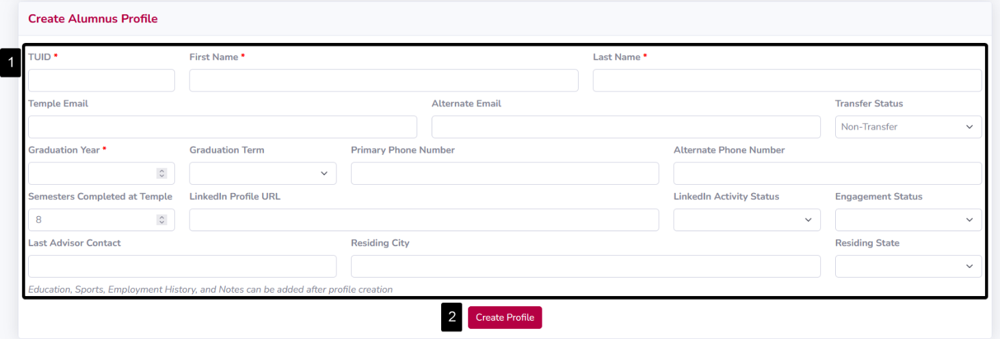 Create Alumnus Profile
1
TUID * First Name * Last Name *
Temple Email Alternate Email Transfer Status
Non-Transfer
Graduation Year * Graduation Term Primary Phone Number Alternate Phone Number
Semesters Completed at Temple LinkedIn Profile URL LinkedIn Activity Status Engagement Status
8
Last Advisor Contact Residing City Residing State
Education, Sports, Employment History, and Notes can be added after profile creation
2 Create Profile